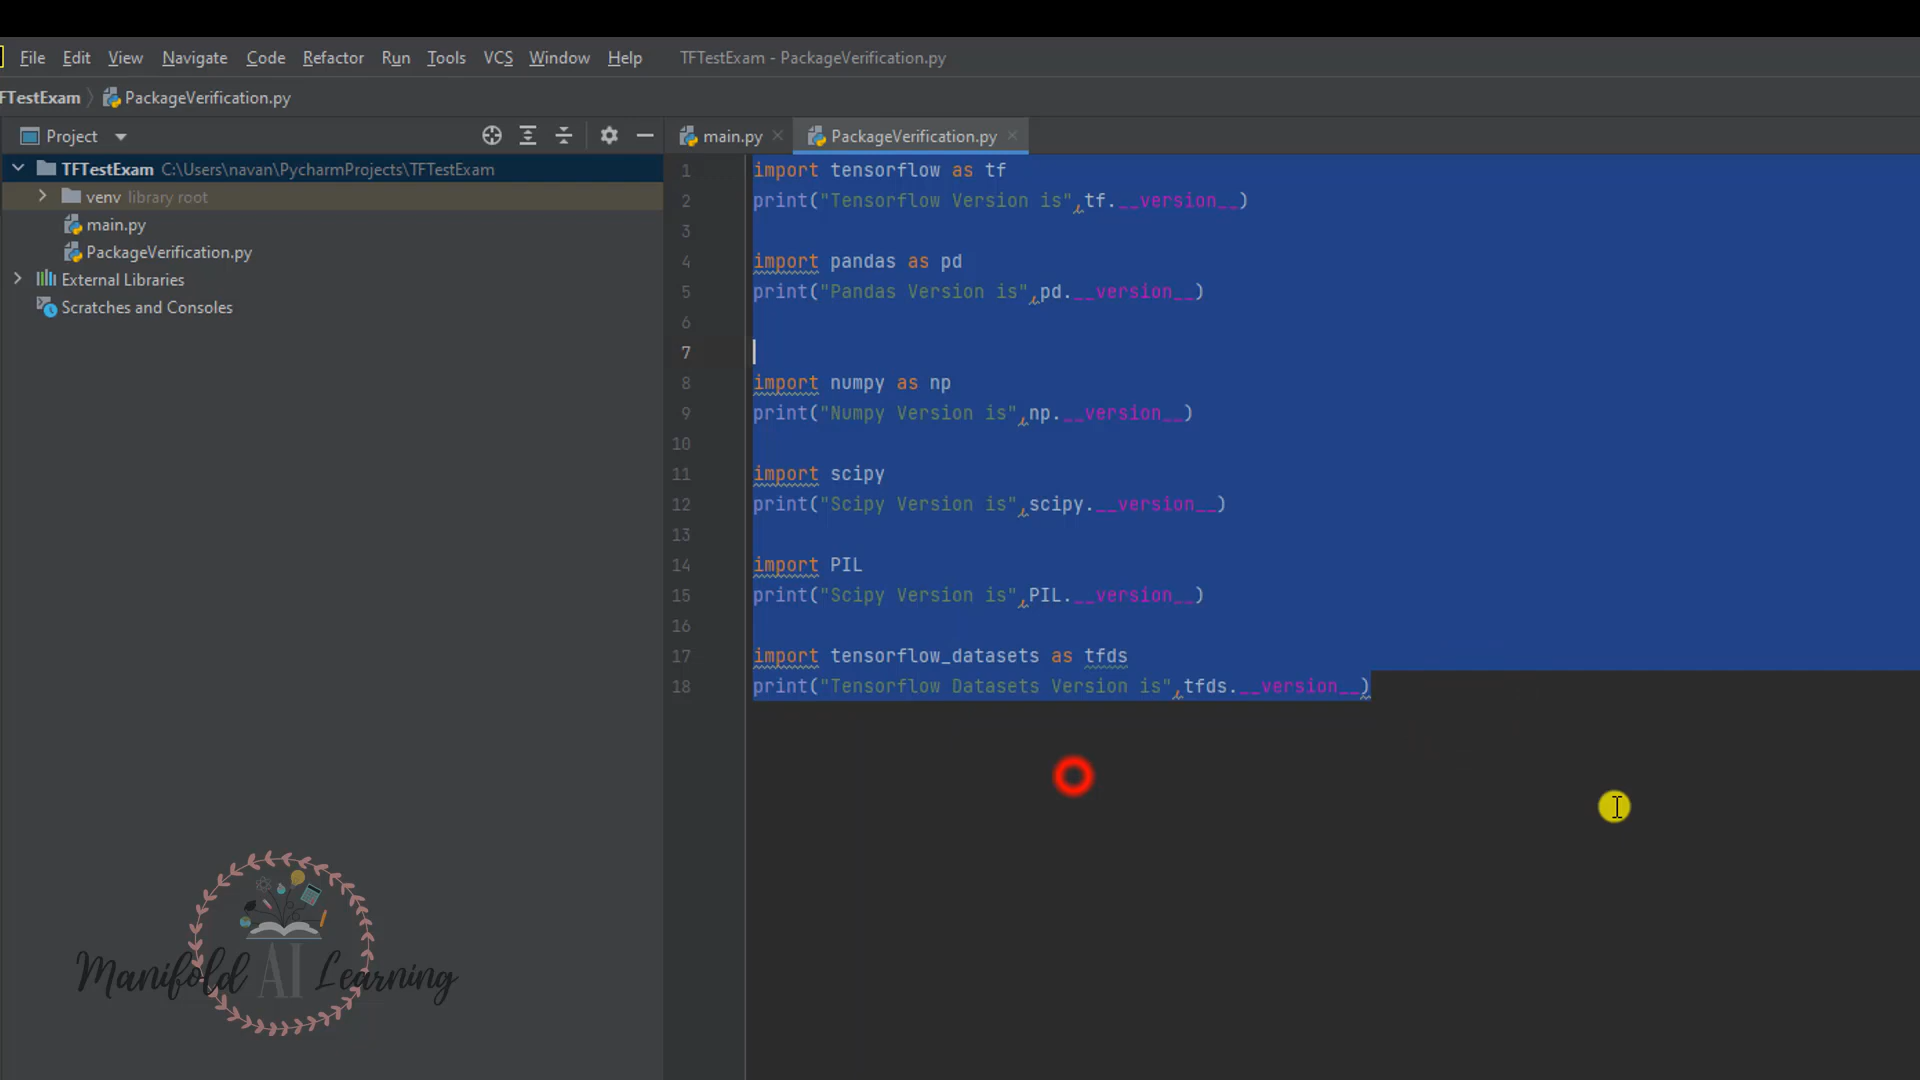 File Edit View Navigate Code Refactor Run Tools VCS Window Help TFTestExam - PackageVerification.py
FTestExam PackageVerification.py
Project
main.py
PackageVerification.py
TFTestExam C:\Users\navan\PycharmProjects\TFTestExam
venv library root
main.py
PackageVerification.py
External Libraries
Scratches and Consoles
1 import tensorflow as tf
2 print("Tensorflow Version is",tf.__version__)
3
4 import pandas as pd
5 print("Pandas Version is",pd.__version__)
6
7
8 import numpy as np
9 print("Numpy Version is",np.__version__)
10
11 import scipy
12 print("Scipy Version is",scipy.__version__)
13
14 import PIL
15 print("Scipy Version is",PIL.__version__)
16
17 import tensorflow_datasets as tfds
18 print("Tensorflow Datasets Version is",tfds.__version__)
Manifold AI Learning